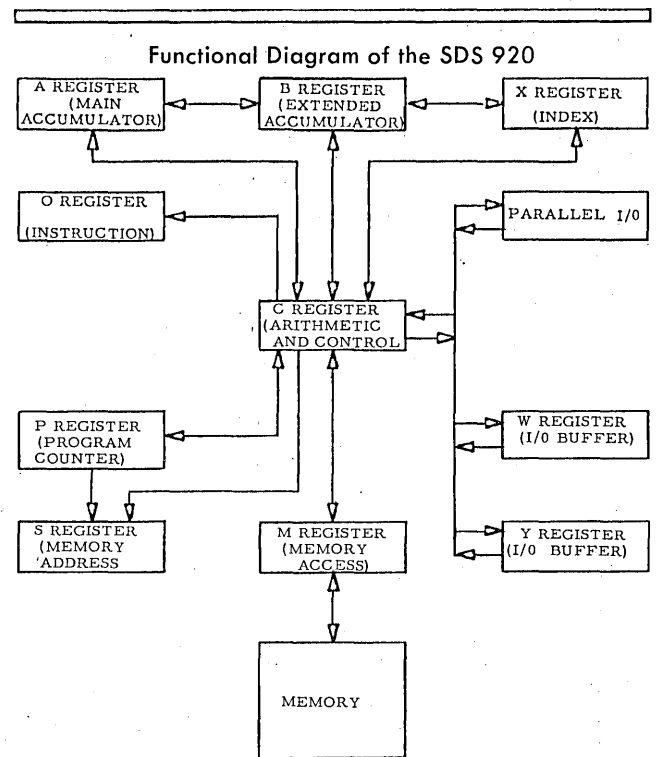 Functional Diagram of the SDS 920
A REGISTER
(MAIN
ACCUMULATOR)
B REGISTER
(EXTENDED
ACCUMULATOR)
X REGISTER
(INDEX)
O REGISTER
(INSTRUCTION)
PARALLEL I/0
C REGISTER
(ARITHMETIC
AND CONTROL
P REGISTER
(PROGRAM
COUNTER)
W REGISTER
(I/0 BUFFER)
S REGISTER
(MEMORY
ADDRESS
M REGISTER
(MEMORY
ACCESS)
Y REGISTER
(I/0 BUFFER)
MEMORY